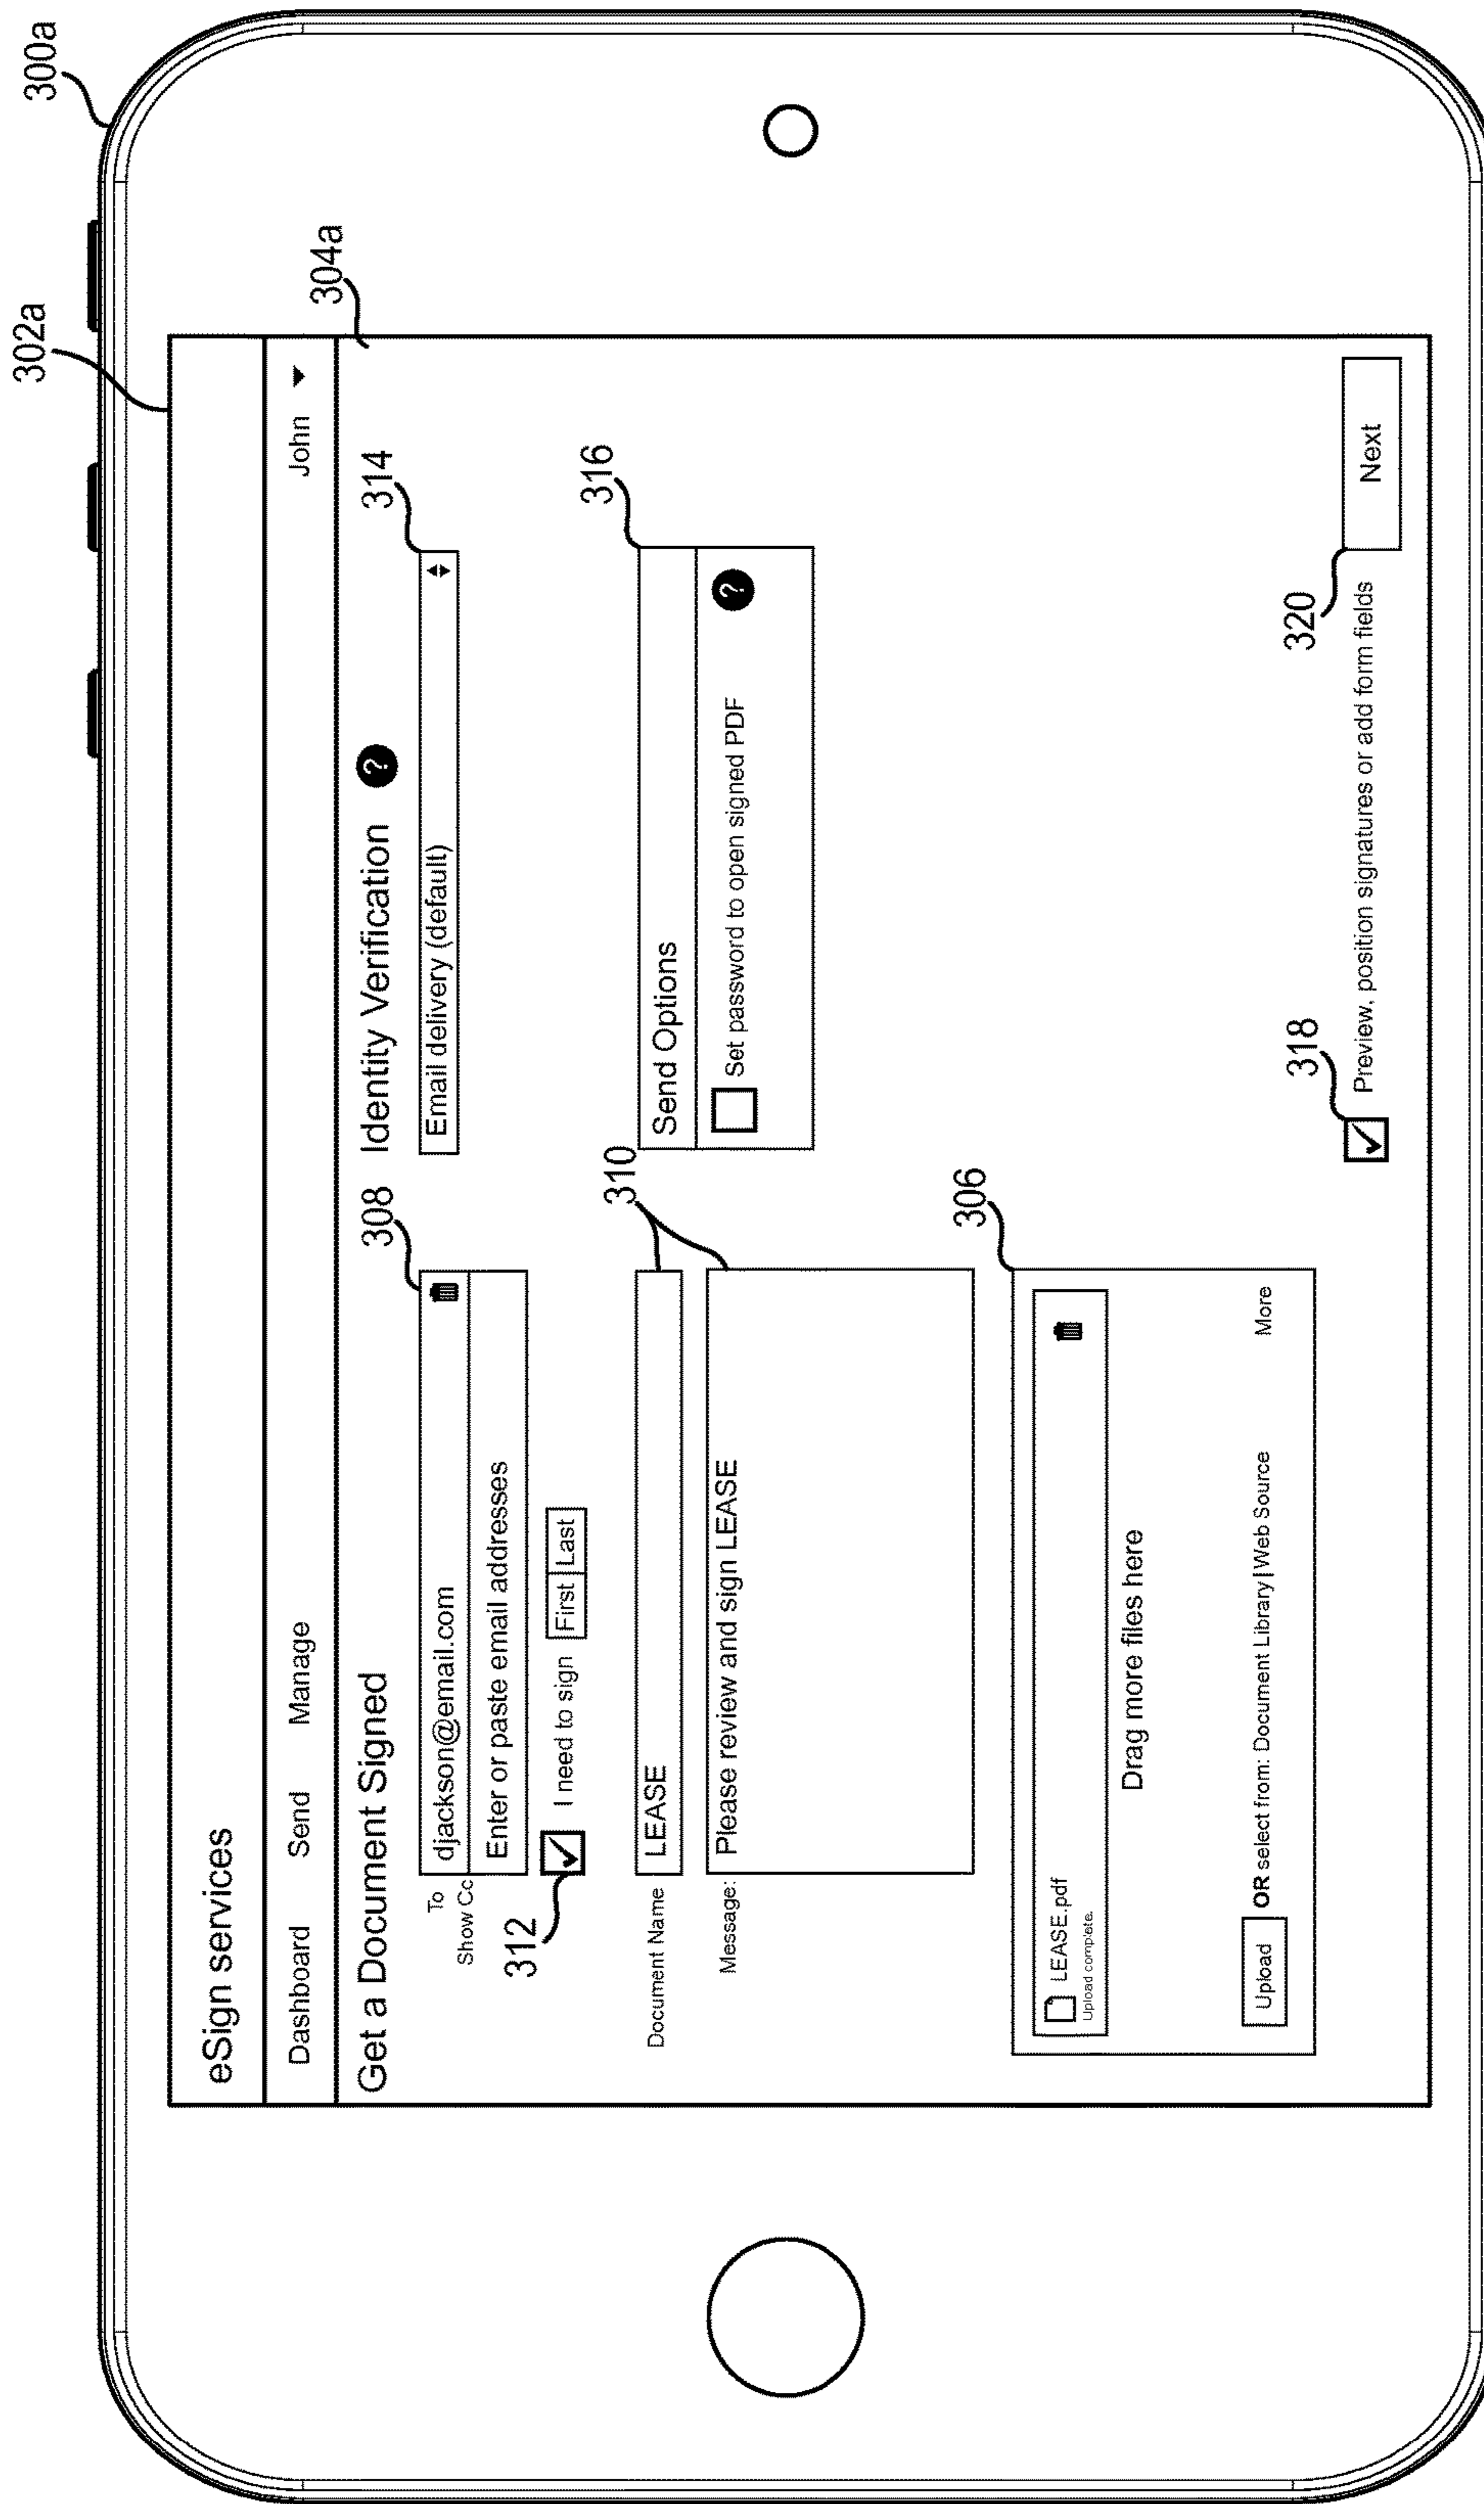 300a
302a
eSign services
Dashboard Send Manage John
304a
Get a Document Signed
308
Identity Verification ?
314
To djackson@email.com
Show Cc
Enter or paste email addresses
Email delivery (default)
312
I need to sign First Last
310
316
Document Name LEASE
Send Options
Message: Please review and sign LEASE
Set password to open signed PDF ?
306
LEASE.pdf
Upload complete.
Drag more files here
Upload OR select from: Document Library|Web Source More
318
320
Preview, position signatures or add form fields Next